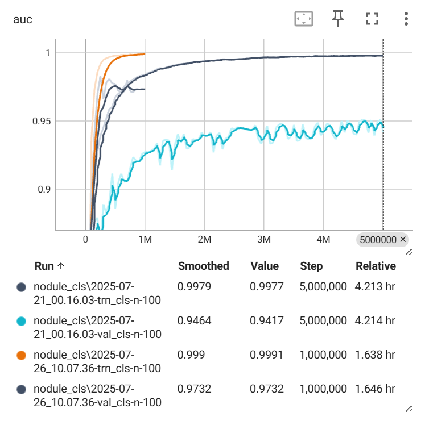 auc
1
0.95
0.9
0 1M 2M 3M 4M 5000000 ×
Run ↑ Smoothed Value Step Relative
nodule_cls\2025-07-
21_00.16.03-trn_cls-n-100 0.9979 0.9977 5,000,000 4.213 hr
nodule_cls\2025-07-
21_00.16.03-val_cls-n-100 0.9464 0.9417 5,000,000 4.214 hr
nodule_cls\2025-07-
26_10.07.36-trn_cls-n-100 0.999 0.9991 1,000,000 1.638 hr
nodule_cls\2025-07-
26_10.07.36-val_cls-n-100 0.9732 0.9732 1,000,000 1.646 hr